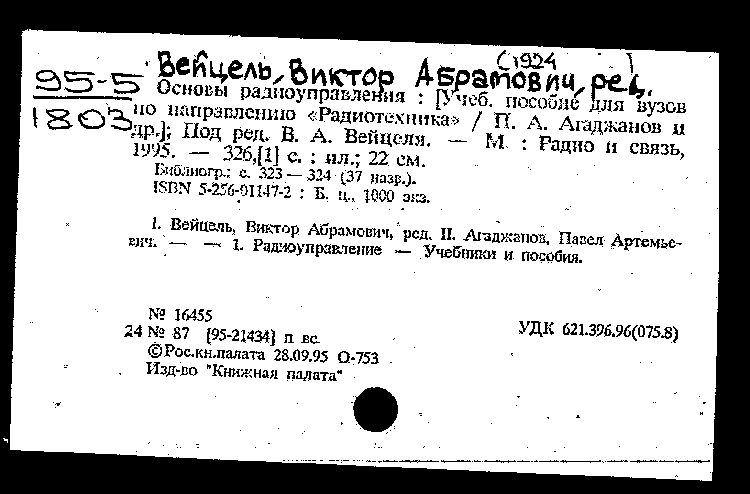 (1924 )
Вейцель, Виктор Абрамович, ред.
95-5
1803
Основы радиоуправления : [Учеб. пособие для вузов
по направлению «Радиотехника» / П. А. Агаджанов и
др.]; Под ред. В. А. Вейцеля. — М. : Радио и связь,
1995. — 326,[1] с. : ил.; 22 см.
Библиогр.: с. 323 — 324 (37 назв.).
ISBN 5-256-01147-2 : Б. ц., 1000 экз.
I. Вейцель, Виктор Абрамович, ред. II. Агаджанов, Павел Артемье-
вич. — — 1. Радиоуправление — Учебники и пособия.
№ 16455
24 № 87 [95-21434] п вс.
УДК 621.396.96(075.8)
©Рос.кн.палата 28.09.95 О-753
Изд-во "Книжная палата"